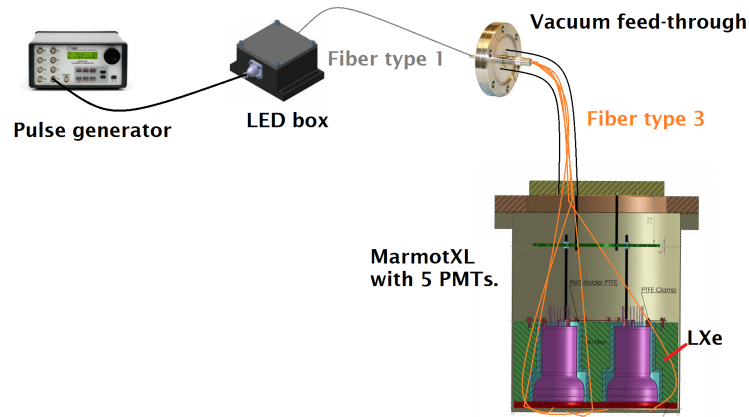 Vacuum feed-through
Fiber type 1
Pulse generator
LED box
Fiber type 3
75
MarmotXL
with 5 PMTs.
PMT Holder PTFE
PTFE Clamp
LXe